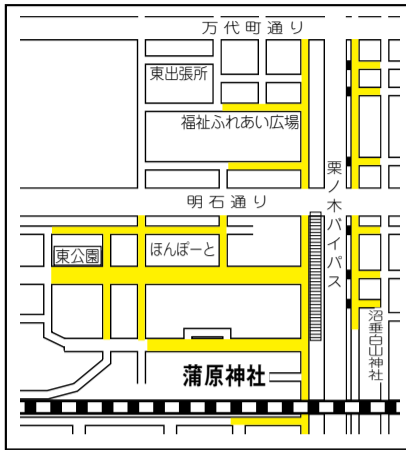 万代町通り
東出張所
福祉ふれあい広場
明石通り
栗ノ木バイパス
東公園
ほんぽーと
沼垂白山神社
蒲原神社